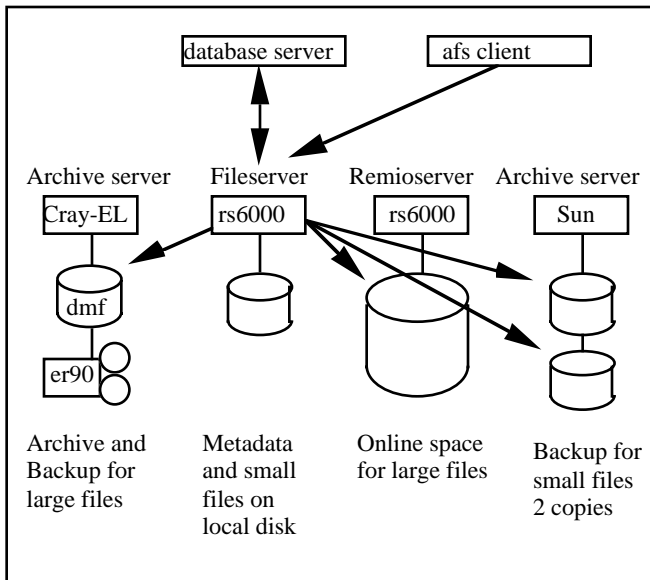 database server
afs client
Archive server
Fileserver
Remioserver
Archive server
Cray-EL
rs6000
rs6000
Sun
dmf
er90
Archive and
Backup for
large files
Metadata
and small
files on
local disk
Online space
for large files
Backup for
small files
2 copies